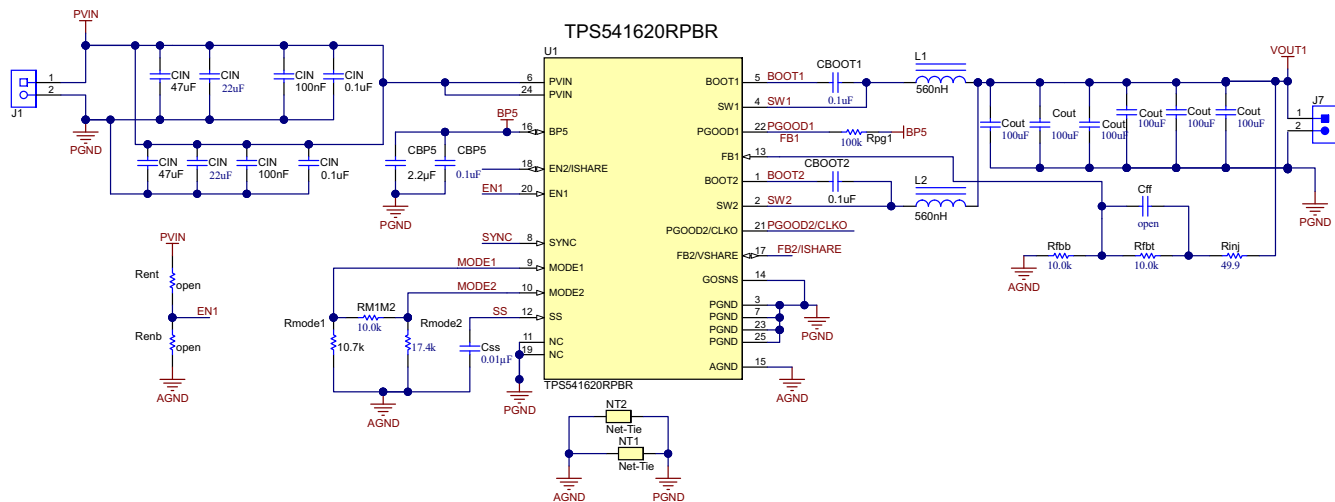 TPS541620RPBR
PVIN
J1
1
2
PGND
CIN
47uF
CIN
22uF
CIN
100nF
CIN
0.1uF
CIN
47uF
CIN
22uF
CIN
100nF
CIN
0.1uF
BP5
CBP5
2.2µF
CBP5
0.1uF
PGND
EN1
SYNC
MODE1
MODE2
SS
PVIN
Rent
open
EN1
Renb
open
AGND
Rmode1
10.7k
RM1M2
10.0k
Rmode2
17.4k
Css
0.01µF
AGND
PGND
U1
6 PVIN
24 PVIN
16 BP5
18 EN2/ISHARE
20 EN1
8 SYNC
9 MODE1
10 MODE2
12 SS
11 NC
19 NC
BOOT1 5
SW1 4
PGOOD1 22
FB1 13
BOOT2 1
SW2 2
PGOOD2/CLKO 21
FB2/VSHARE 17
GOSNS 14
PGND 3
PGND 7
PGND 23
PGND 25
AGND 15
TPS541620RPBR
BOOT1
SW1
PGOOD1
FB1
BOOT2
SW2
PGOOD2/CLKO
FB2/ISHARE
CBOOT1
0.1uF
L1
560nH
100k
Rpg1
BP5
CBOOT2
0.1uF
L2
560nH
PGND
AGND
VOUT1
Cout
100uF
Cout
100uF
Cout
100uF
Cout
100uF
Cout
100uF
Cout
100uF
J7
1
2
PGND
Cff
open
AGND
Rfbb
10.0k
Rfbt
10.0k
Rinj
49.9
NT2
Net-Tie
NT1
Net-Tie
AGND
PGND